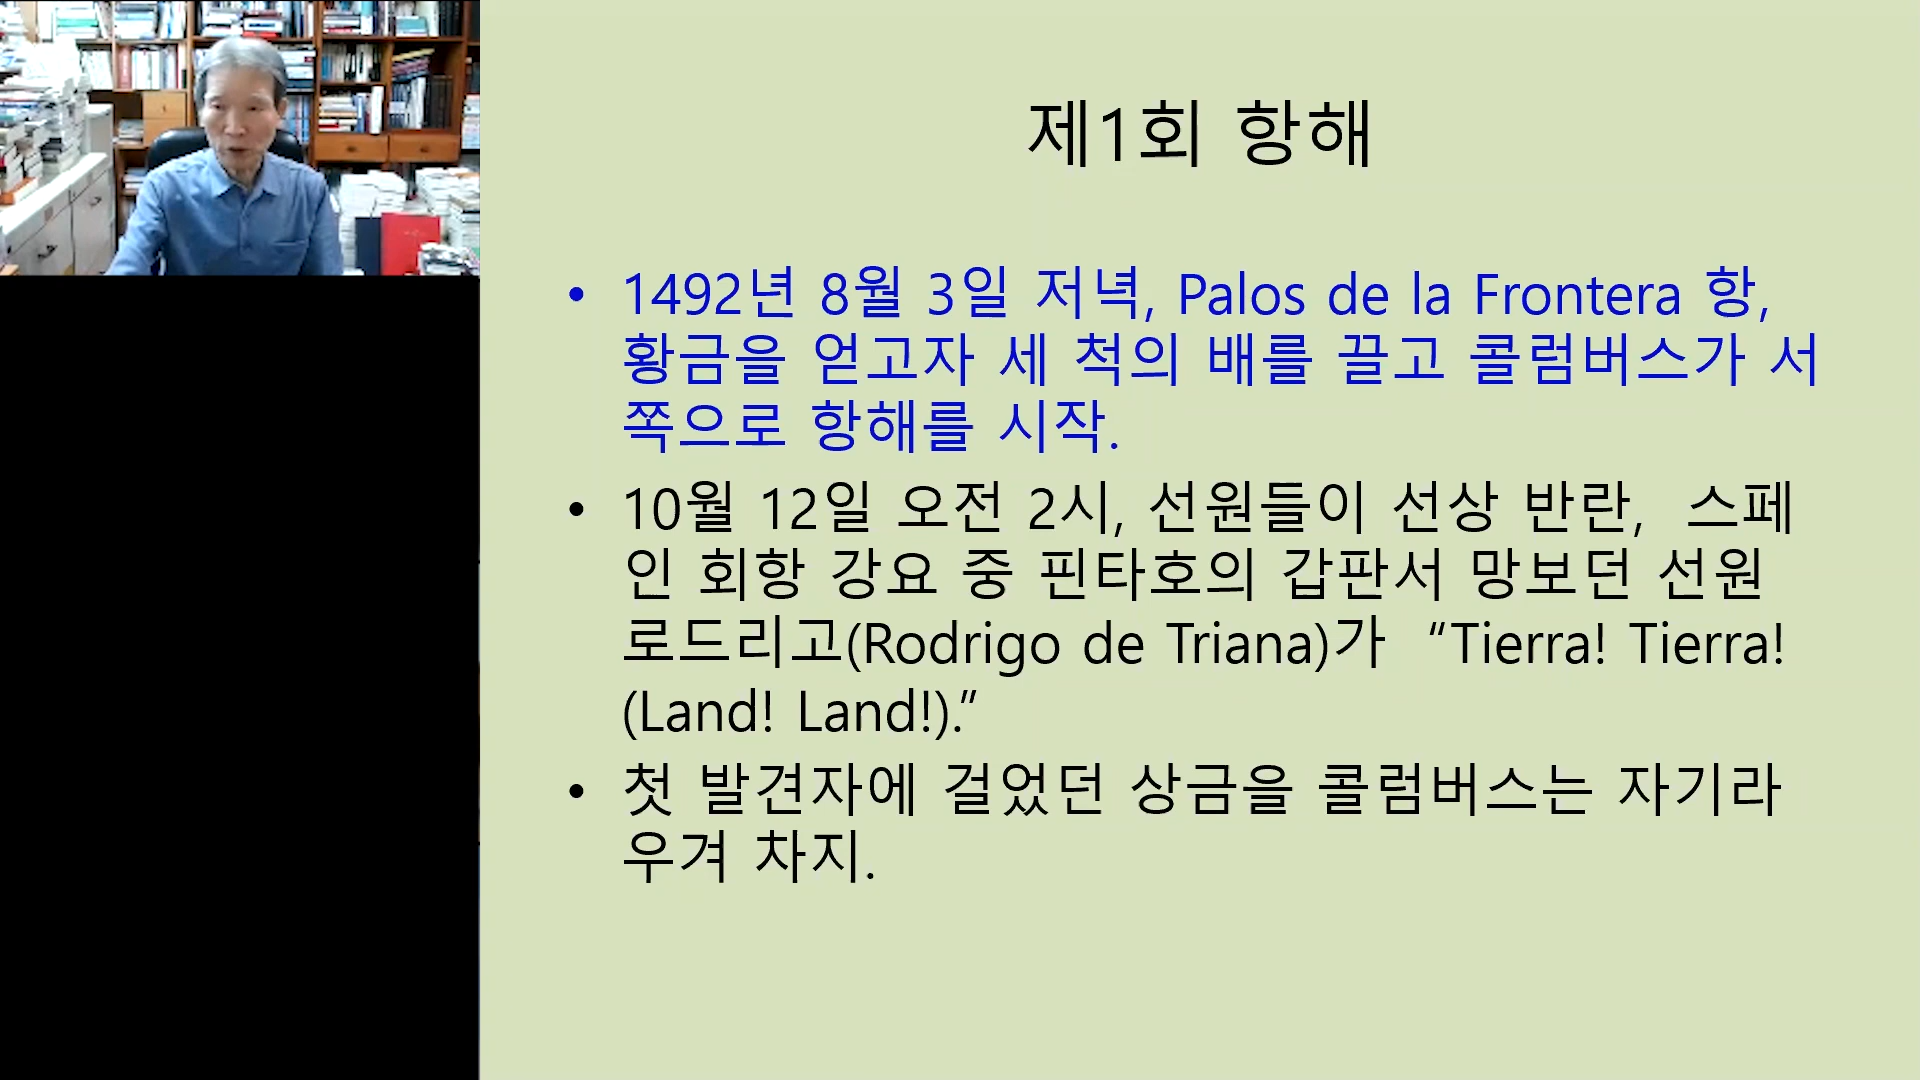 제1회 항해
• 1492년 8월 3일 저녁, Palos de la Frontera 항,
황금을 얻고자 세 척의 배를 끌고 콜럼버스가 서
쪽으로 항해를 시작.
• 10월 12일 오전 2시, 선원들이 선상 반란, 스페
인 회항 강요 중 핀타호의 갑판서 망보던 선원
로드리고(Rodrigo de Triana)가 “Tierra! Tierra!
(Land! Land!).”
• 첫 발견자에 걸었던 상금을 콜럼버스는 자기라
우겨 차지.